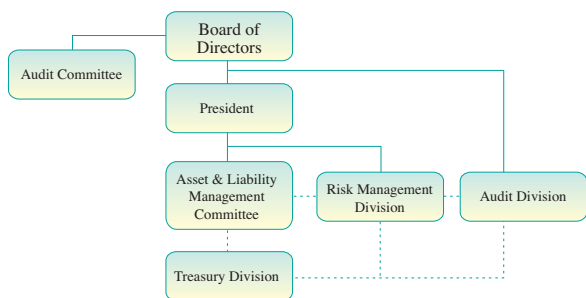 Board of
Directors
Audit Committee
President
Asset & Liability
Management
Committee
Risk Management
Division
Audit Division
Treasury Division